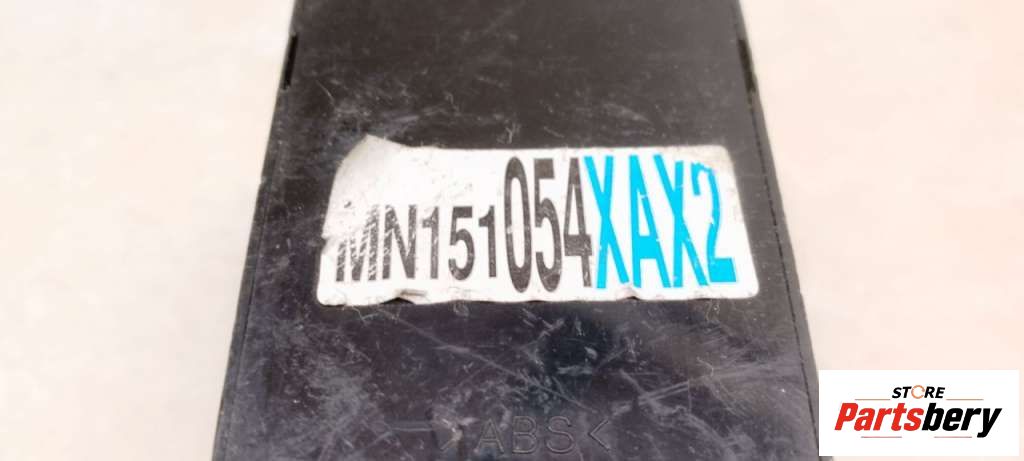 MN151054XAX2
>ABS<
STORE
Partsbery